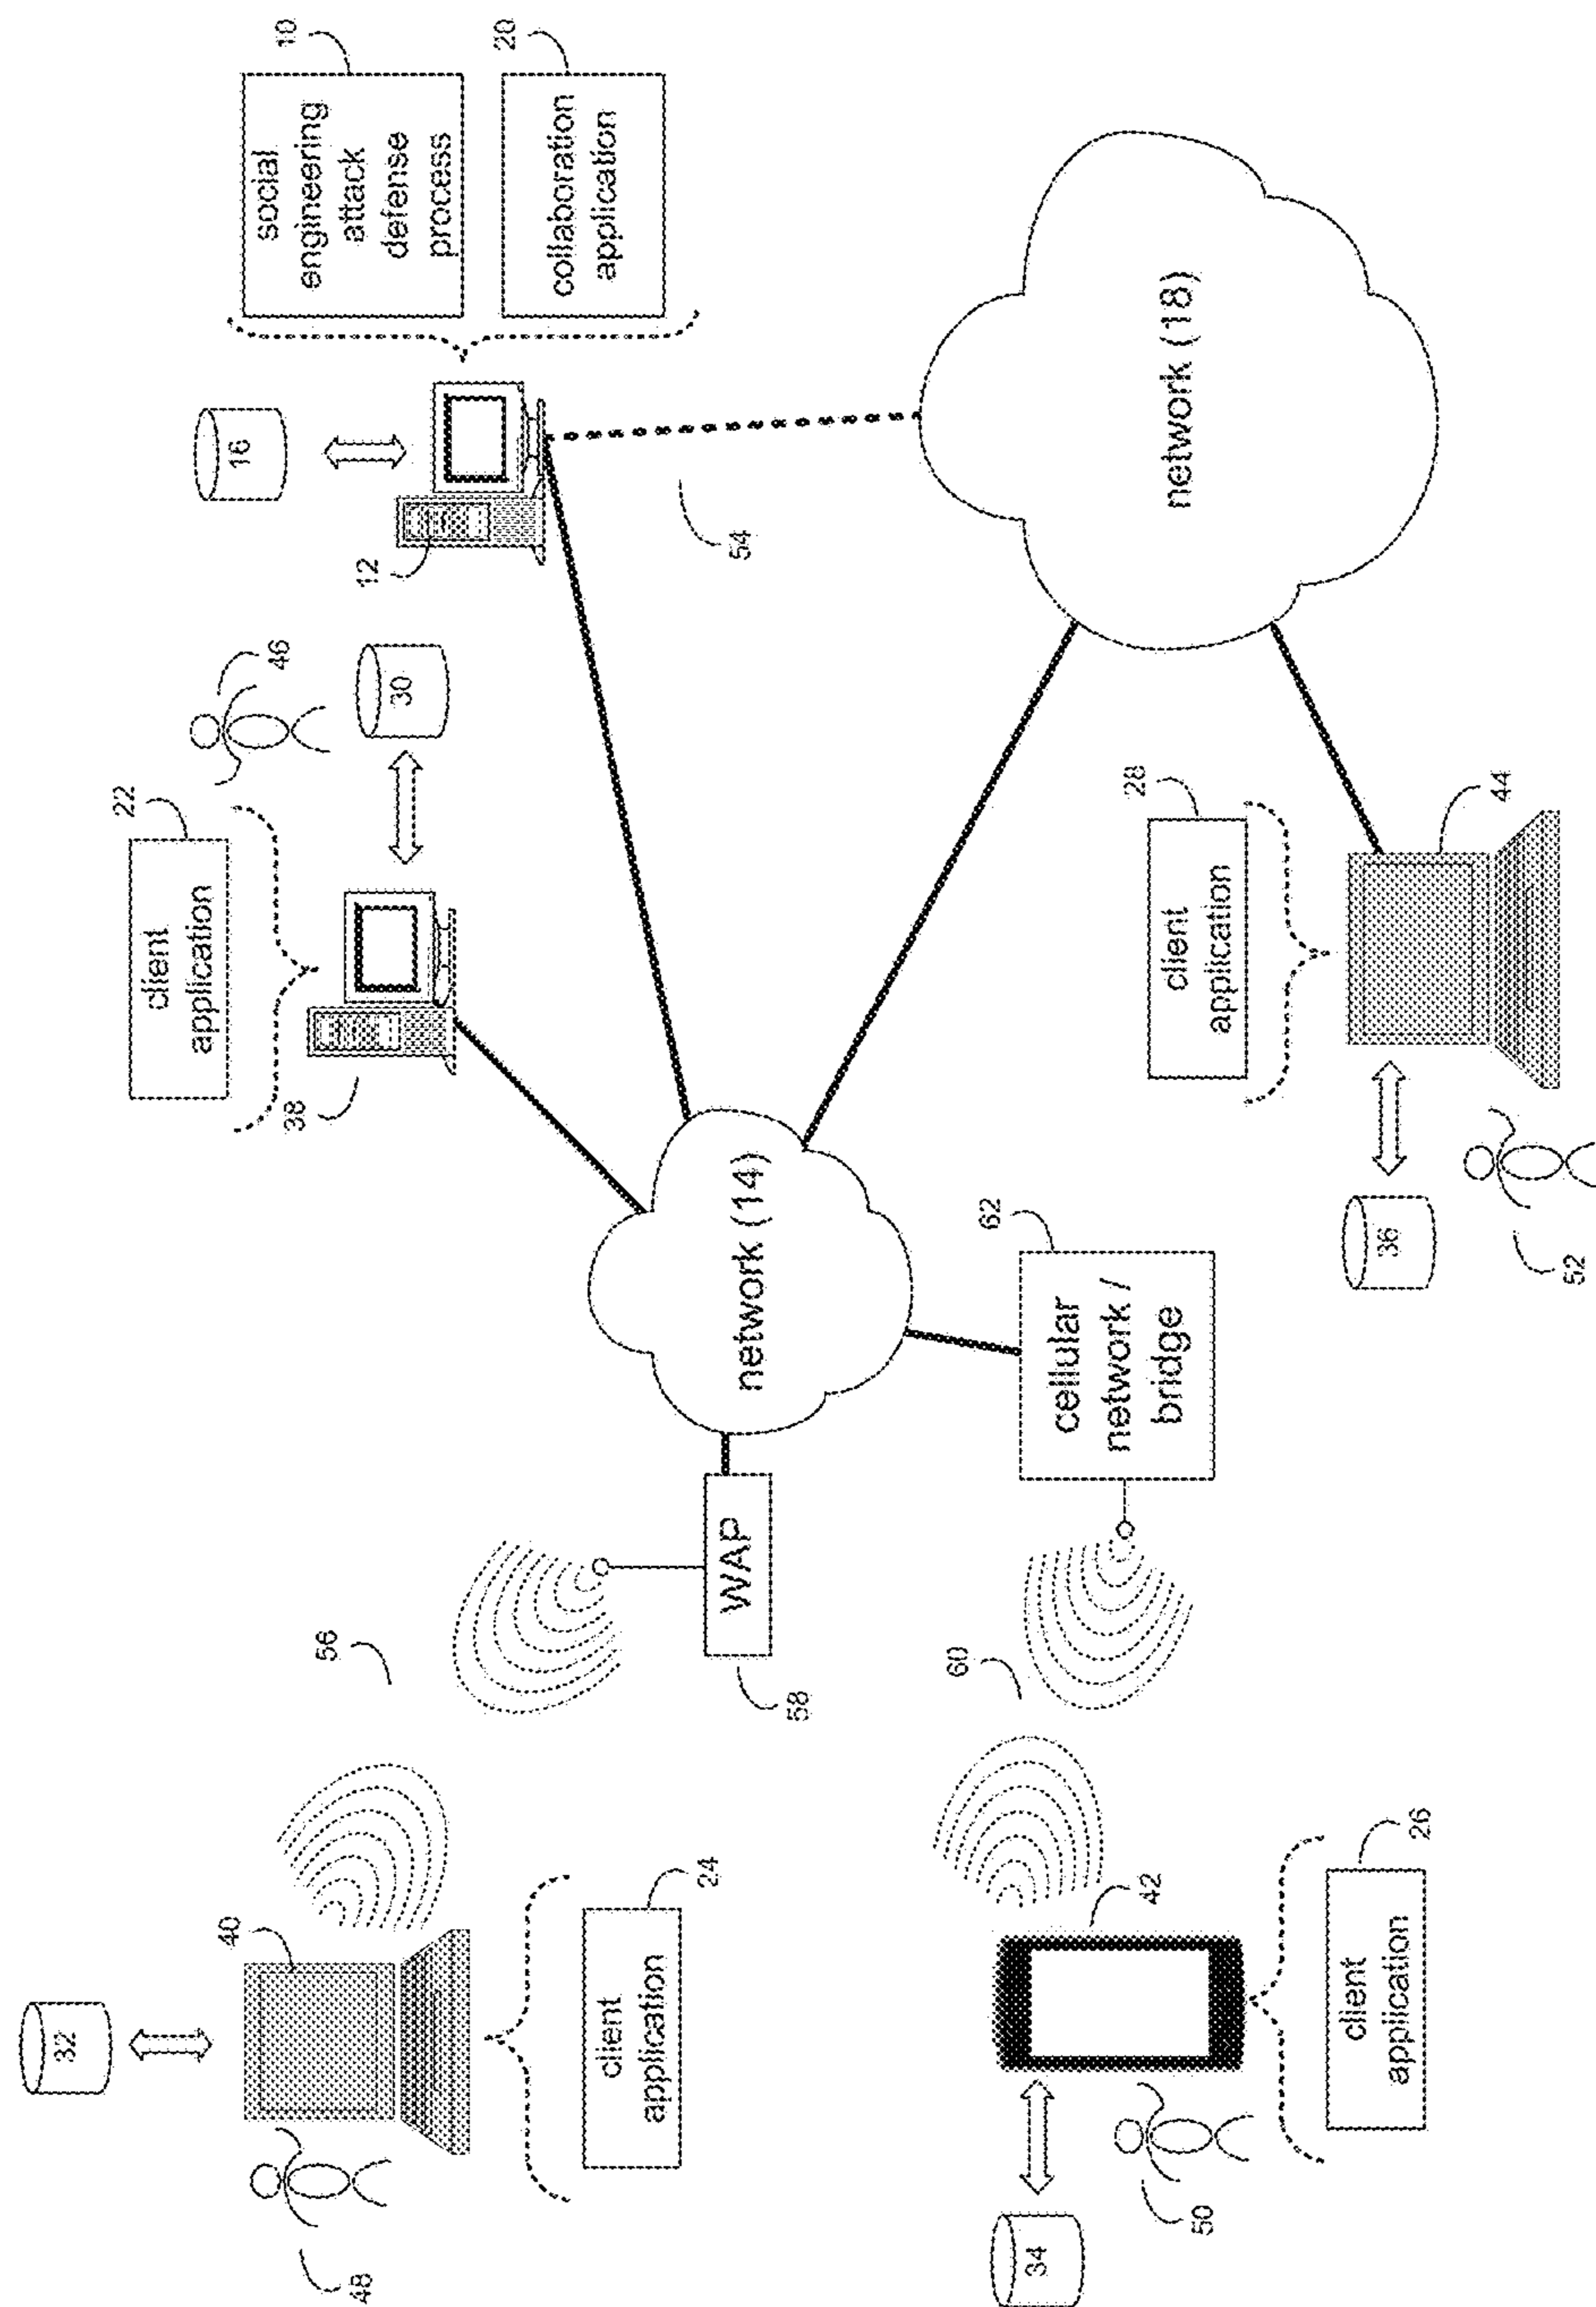 32
40
48
client
application
24
56
58
WAP
client
application
22
38
46
30
16
12
social
engineering
attack
defense
process
10
collaboration
application
20
54
network (14)
network (18)
34
50
42
client
application
26
60
cellular
network /
bridge
62
36
52
client
application
28
44